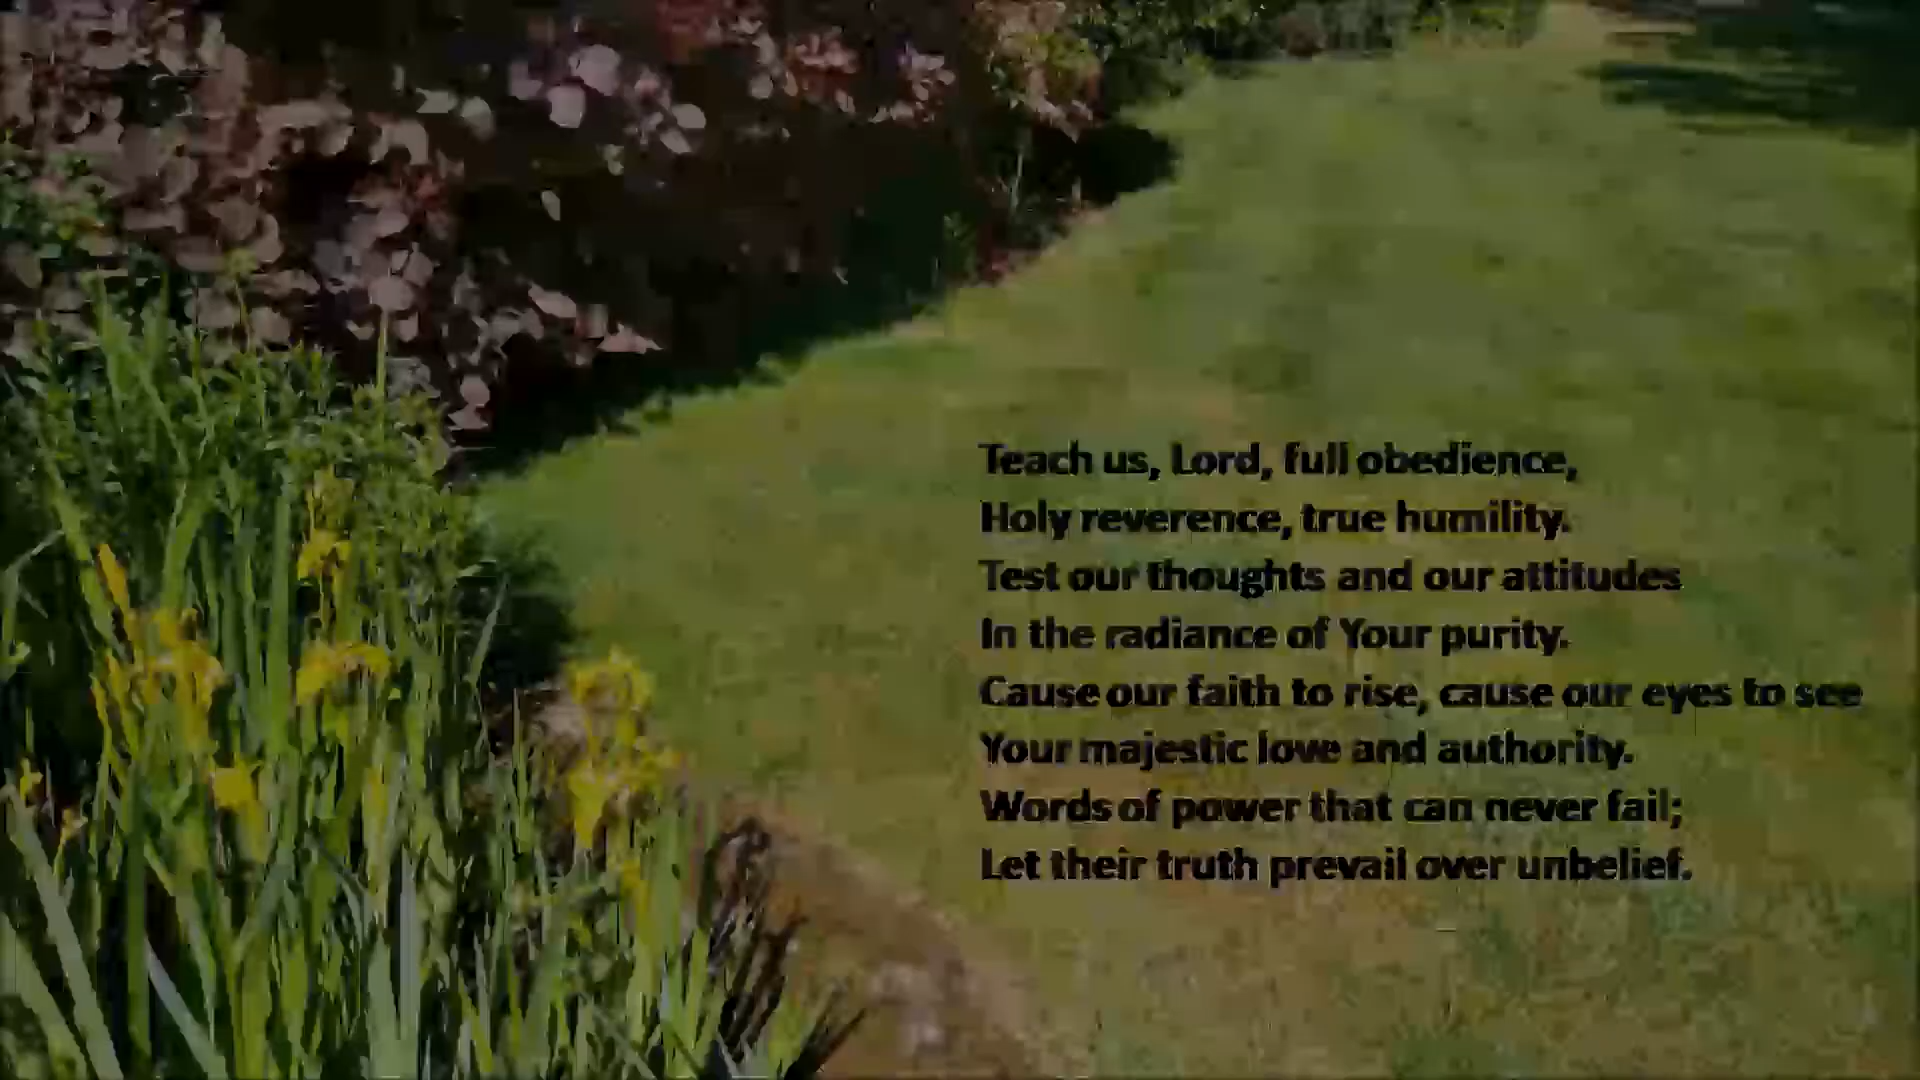 Teach us, Lord, full obedience,
Holy reverence, true humility.
Test our thoughts and our attitudes
In the radiance of Your purity.
Cause our faith to rise, cause our eyes to see
Your majestic love and authority.
Words of power that can never fail;
Let their truth prevail over unbelief.